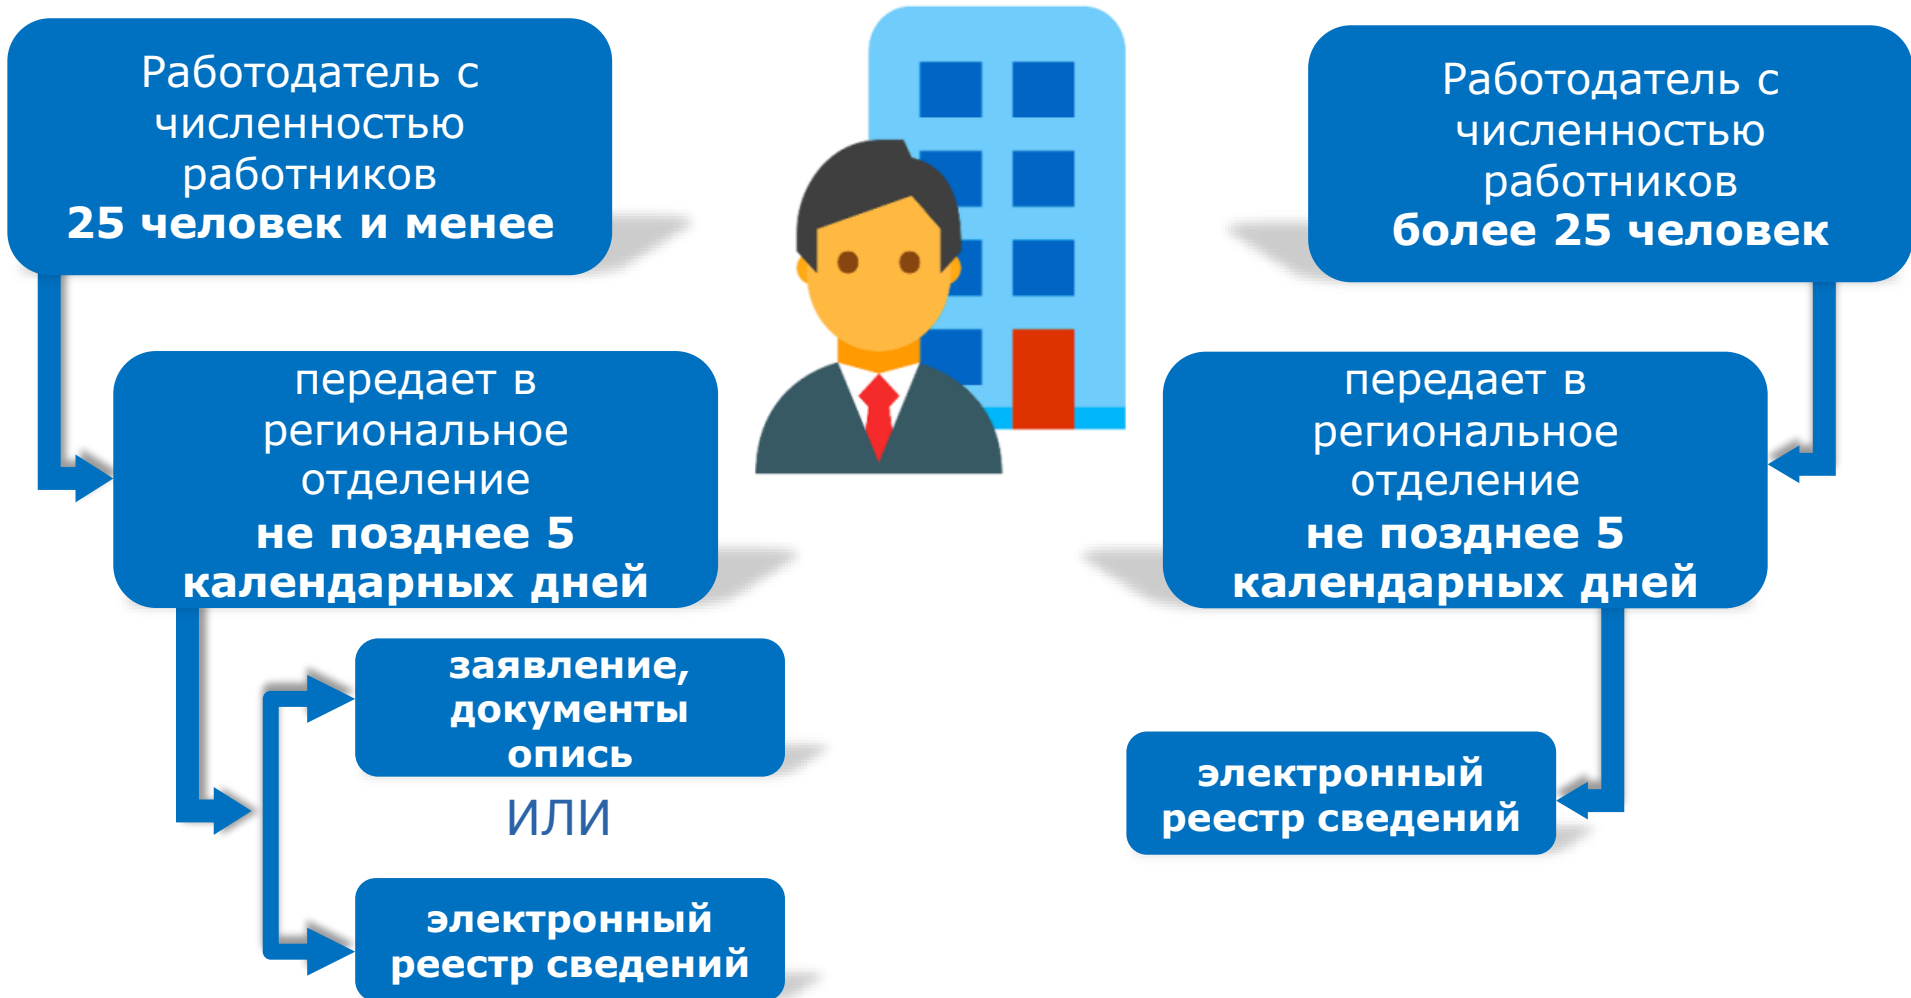 Работодатель с
численностью
работников
25 человек и менее
передает в
региональное
отделение
не позднее 5
календарных дней
заявление,
документы
опись
ИЛИ
электронный
реестр сведений
Работодатель с
численностью
работников
более 25 человек
передает в
региональное
отделение
не позднее 5
календарных дней
электронный
реестр сведений